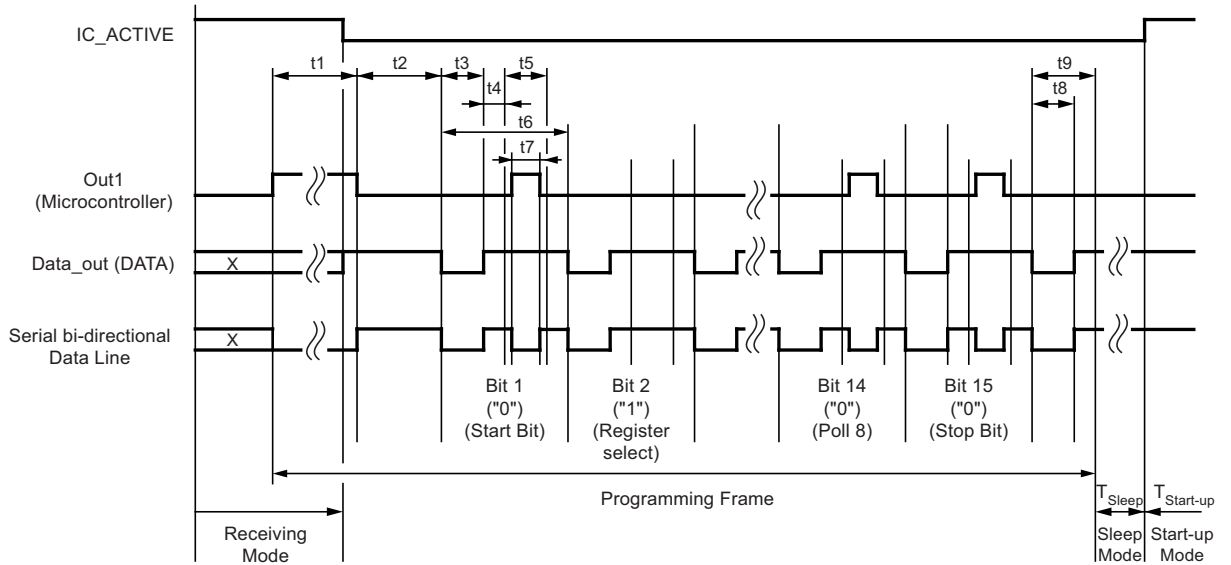 IC_ACTIVE
t1
t2
t3
t5
t9
t4
t8
t6
t7
Out1
(Microcontroller)
Data_out (DATA)
X
Serial bi-directional
Data Line
X
Bit 1
("0")
(Start Bit)
Bit 2
("1")
(Register
select)
Bit 14
("0")
(Poll 8)
Bit 15
("0")
(Stop Bit)
Programming Frame
TSleep
TStart-up
Receiving
Mode
Sleep
Mode
Start-up
Mode